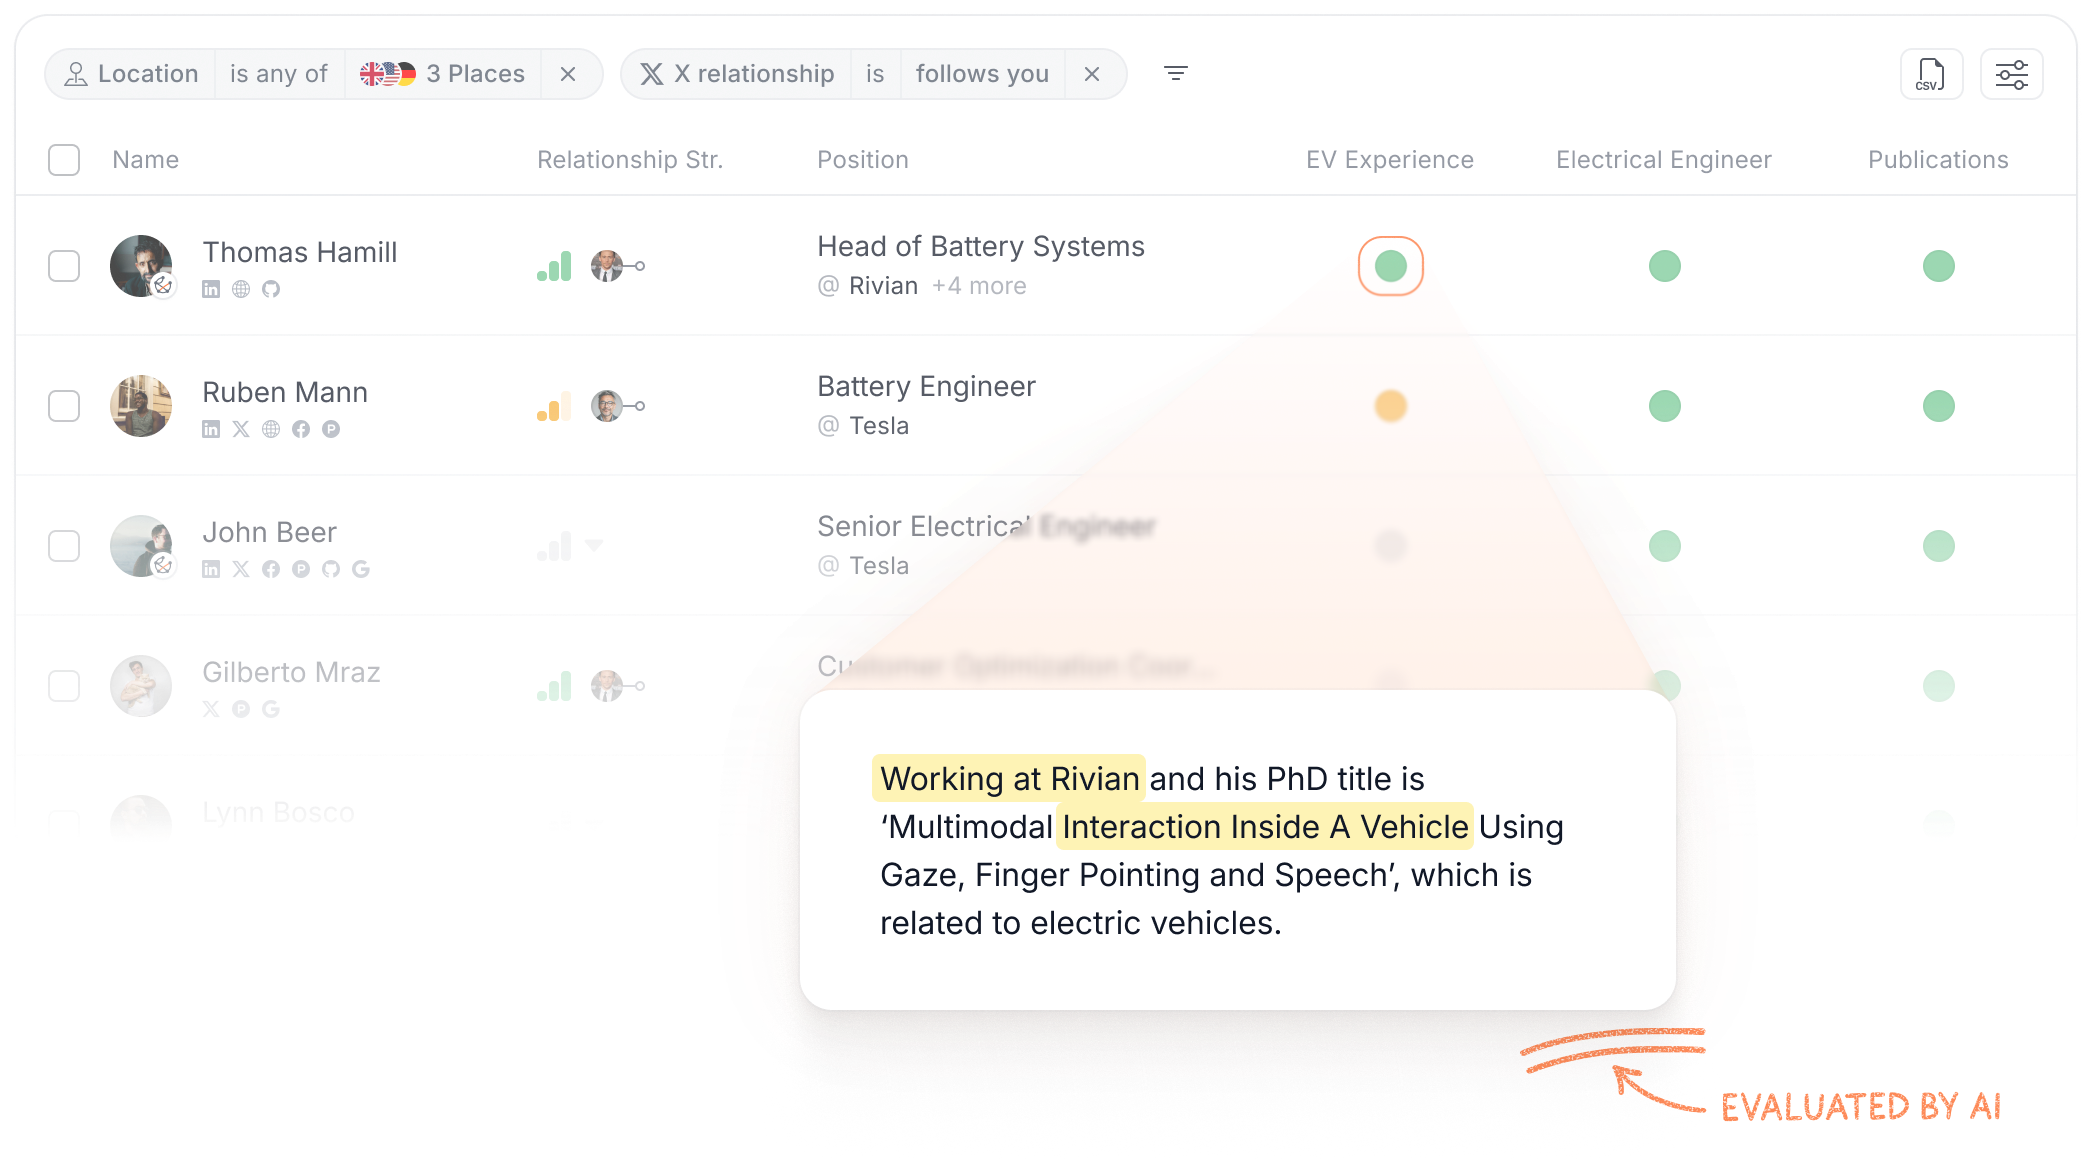 Location is any of 3 Places X relationship is follows you
CSV
Name Relationship Str. Position EV Experience Electrical Engineer Publications
Thomas Hamill
Head of Battery Systems
@ Rivian +4 more
Ruben Mann
Battery Engineer
@ Tesla
John Beer
Senior Electrical Engineer
@ Tesla
Gilberto Mraz
Customer Optimization Coor...
Lynn Bosco
Working at Rivian and his PhD title is
‘Multimodal Interaction Inside A Vehicle Using
Gaze, Finger Pointing and Speech’, which is
related to electric vehicles.
EVALUATED BY AI